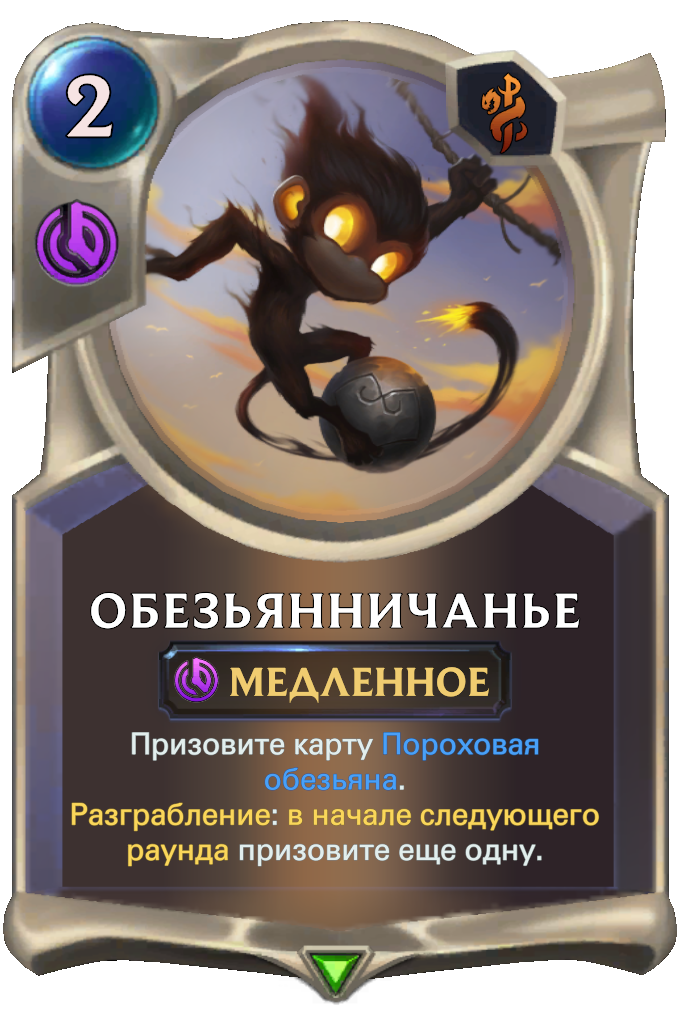 2
ОБЕЗЬЯННИЧАНЬЕ
МЕДЛЕННОЕ
Призовите карту Пороховая
обезьяна.
Разграбление: в начале следующего
раунда призовите еще одну.